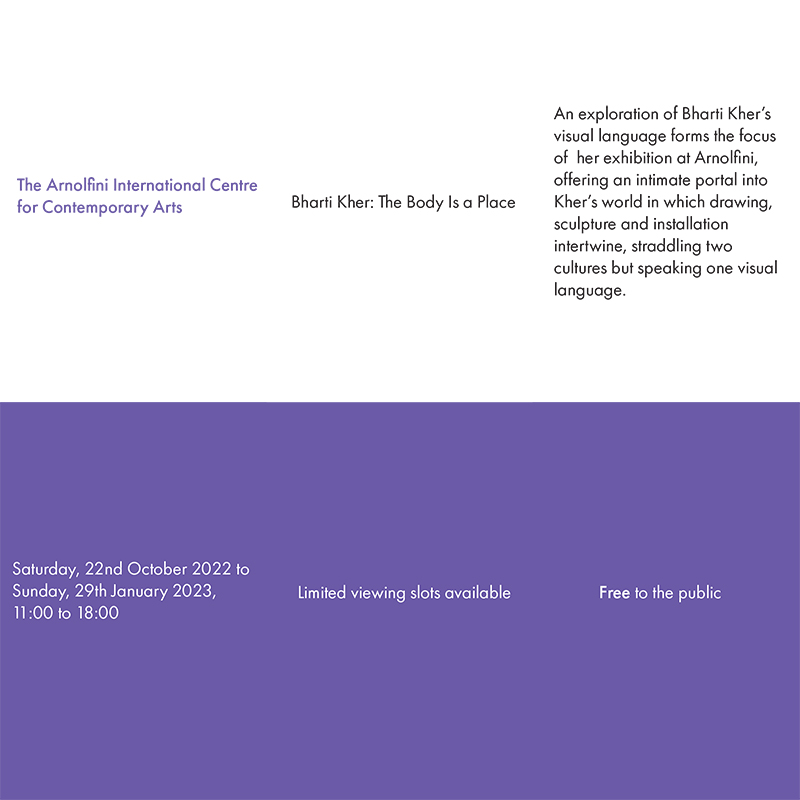 The Arnolfini International Centre
for Contemporary Arts
Bharti Kher: The Body Is a Place
An exploration of Bharti Kher's
visual language forms the focus
of  her exhibition at Arnolfini,
offering an intimate portal into
Kher's world in which drawing,
sculpture and installation
intertwine, straddling two
cultures but speaking one visual
language.
Saturday, 22nd October 2022 to
Sunday, 29th January 2023,
11:00 to 18:00
Limited viewing slots available
Free to the public